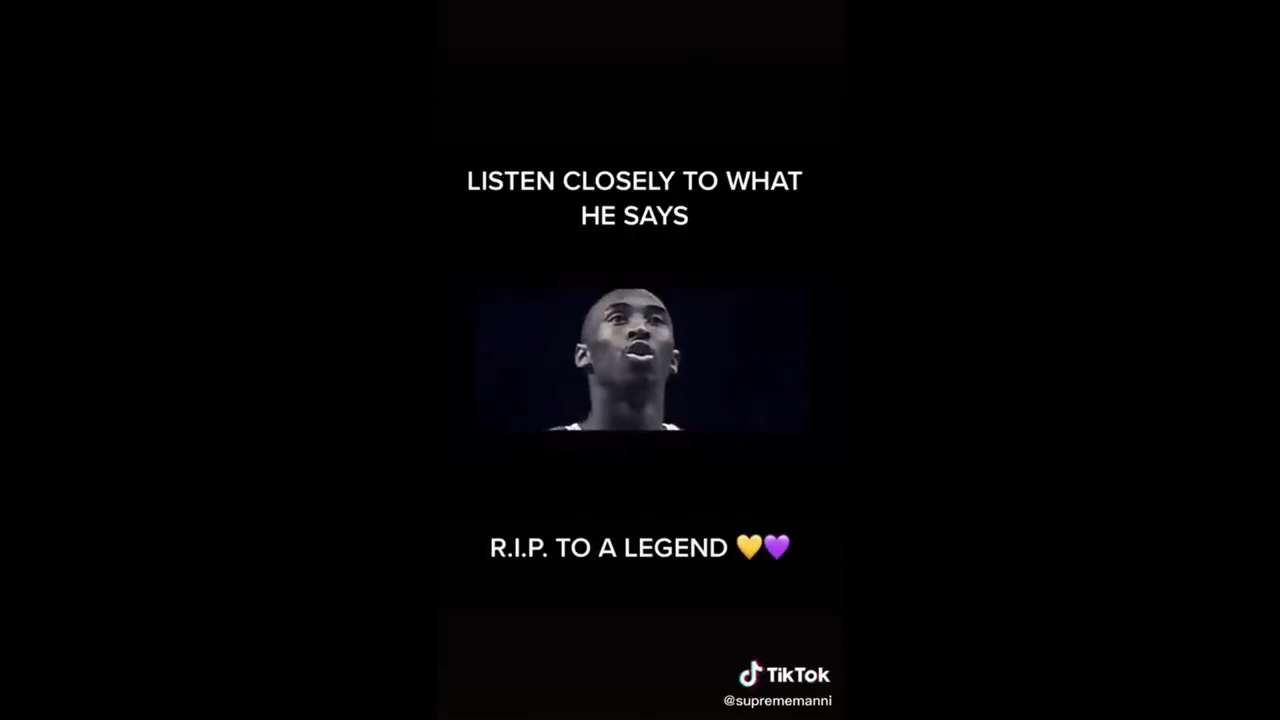 LISTEN CLOSELY TO WHAT
HE SAYS
R.I.P. TO A LEGEND 💛💜
TikTok
@suprememanni